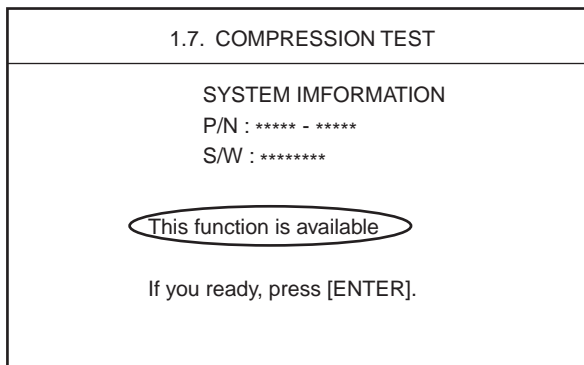 1.7. COMPRESSION TEST
SYSTEM IMFORMATION
P/N : ***** - *****
S/W : ********
This function is available
If you ready, press [ENTER].